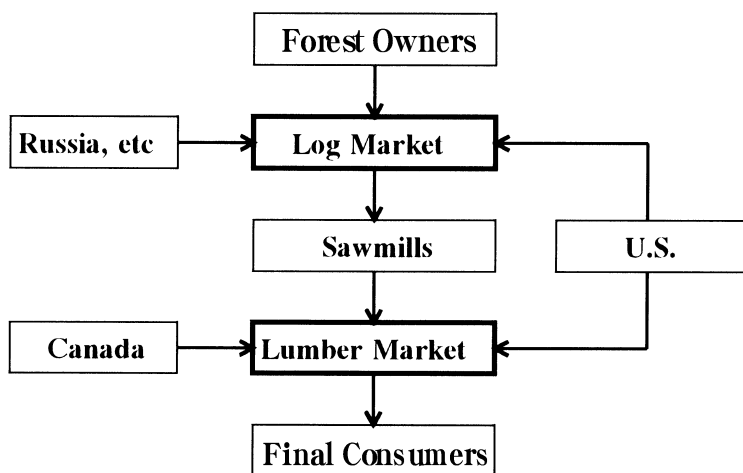 Forest Owners
Russia, etc
Log Market
Sawmills
U.S.
Canada
Lumber Market
Final Consumers